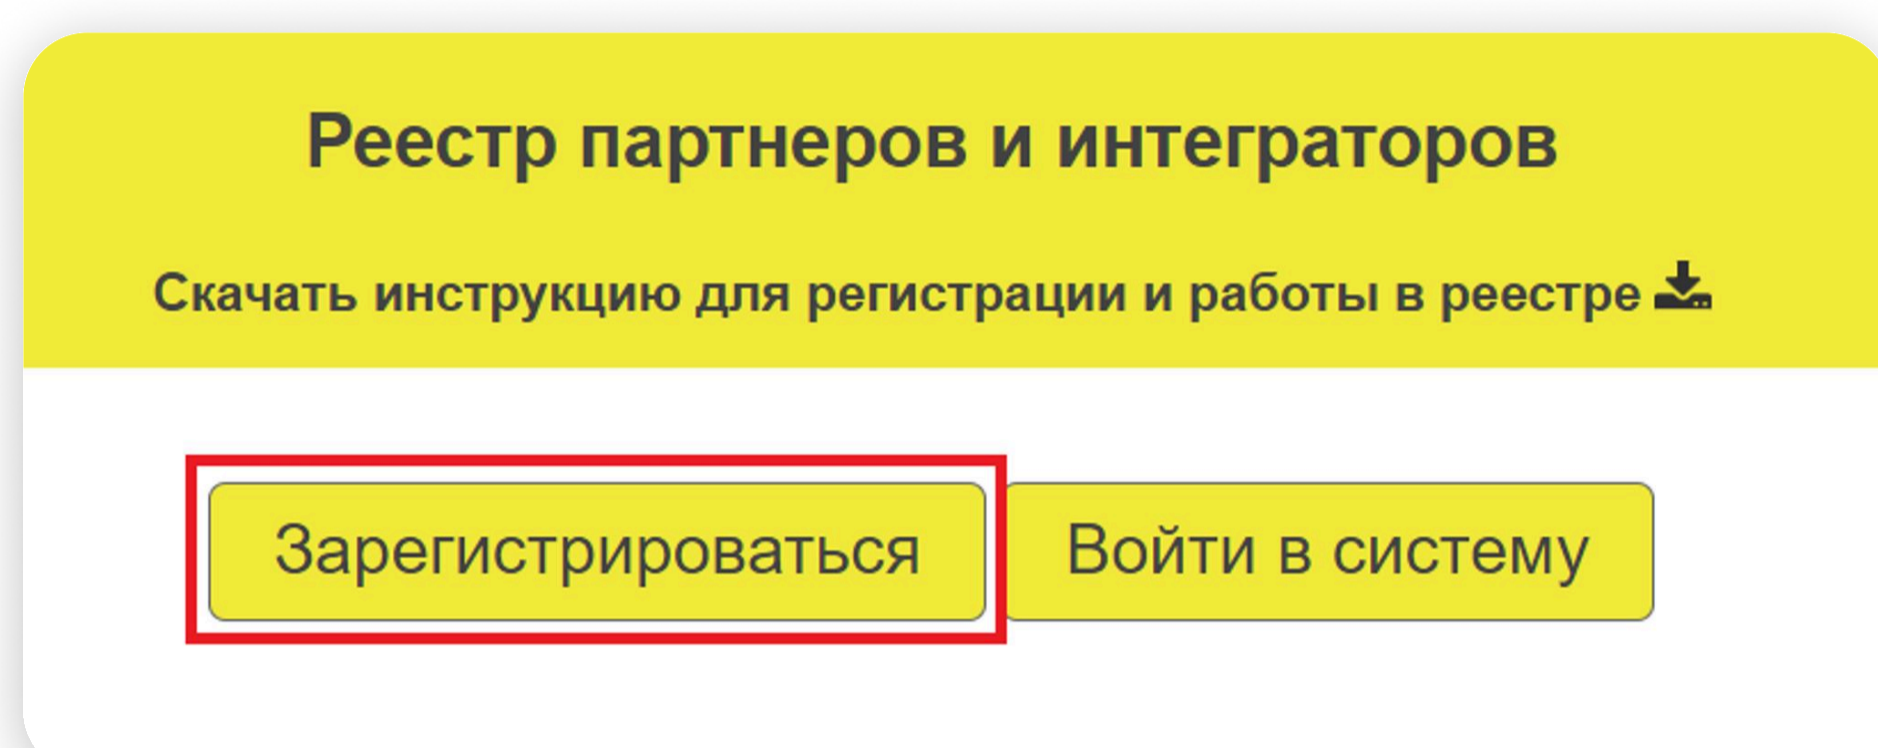 Реестр партнеров и интеграторов
Скачать инструкцию для регистрации и работы в реестре
Зарегистрироваться
Войти в систему